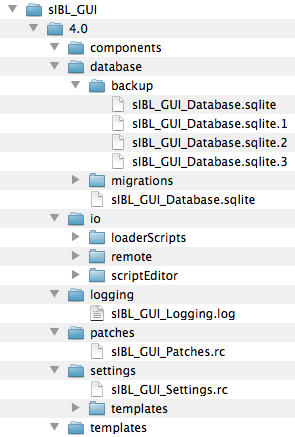 sIBL_GUI
4.0
components
database
backup
sIBL_GUI_Database.sqlite
sIBL_GUI_Database.sqlite.1
sIBL_GUI_Database.sqlite.2
sIBL_GUI_Database.sqlite.3
migrations
sIBL_GUI_Database.sqlite
io
loaderScripts
remote
scriptEditor
logging
sIBL_GUI_Logging.log
patches
sIBL_GUI_Patches.rc
settings
sIBL_GUI_Settings.rc
templates
templates